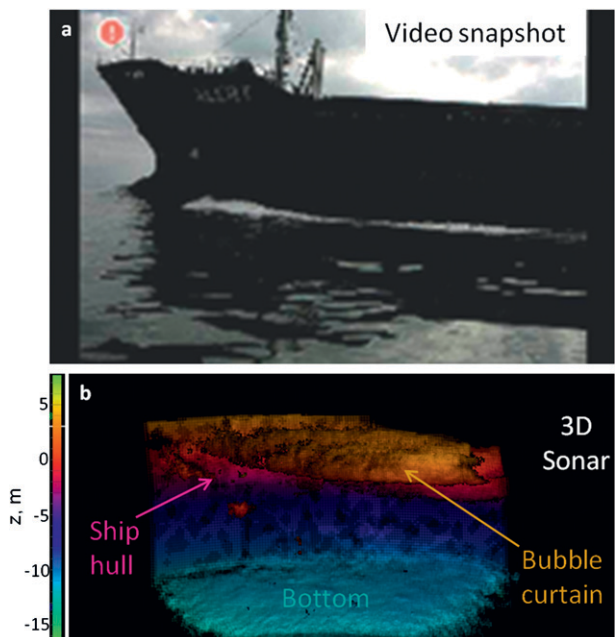 a
Video snapshot
b
3D
Sonar
z, m
5
0
-5
-10
-15
Ship
hull
Bubble
curtain
Bottom